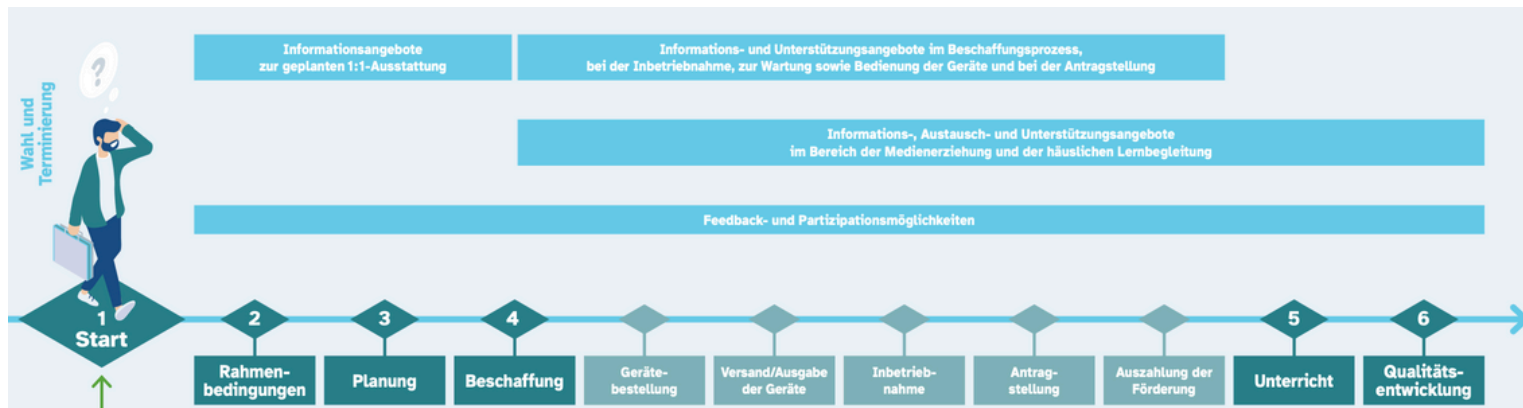 Wahl und
Terminierung
?
Informationsangebote
zur geplanten 1:1-Ausstattung
Informations- und Unterstützungsangebote im Beschaffungsprozess,
bei der Inbetriebnahme, zur Wartung sowie Bedienung der Geräte und bei der Antragstellung
Informations-, Austausch- und Unterstützungsangebote
im Bereich der Medienerziehung und der häuslichen Lernbegleitung
Feedback- und Partizipationsmöglichkeiten
1
Start
2
Rahmen-
bedingungen
3
Planung
4
Beschaffung
Geräte-
bestellung
Versand/Ausgabe
der Geräte
Inbetrieb-
nahme
Antrag-
stellung
Auszahlung der
Förderung
5
Unterricht
6
Qualitäts-
entwicklung